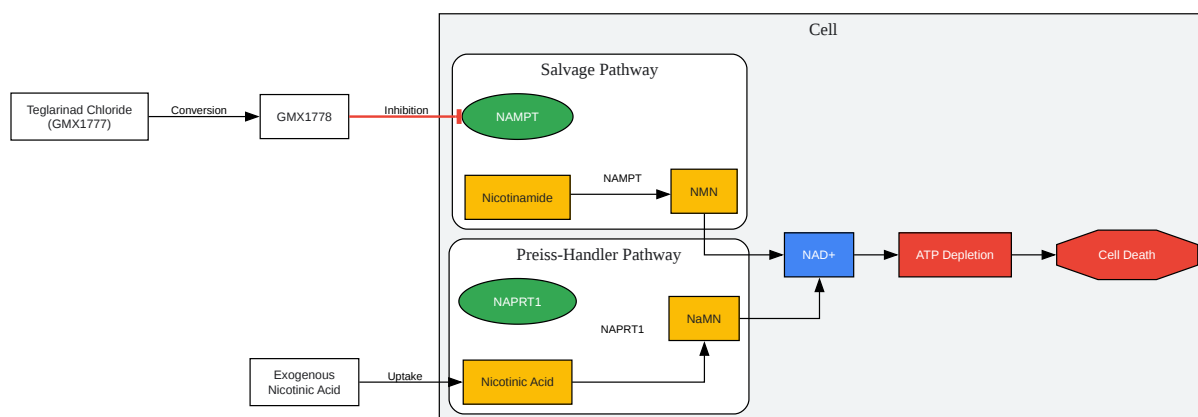 Cell
Salvage Pathway
Teglarinad Chloride
(GMX1777)
Conversion
GMX1778
Inhibition
NAMPT
Nicotinamide
NAMPT
NMN
Preiss-Handler Pathway
NAD+
ATP Depletion
Cell Death
NAPRT1
NAPRT1
NaMN
Exogenous
Nicotinic Acid
Uptake
Nicotinic Acid